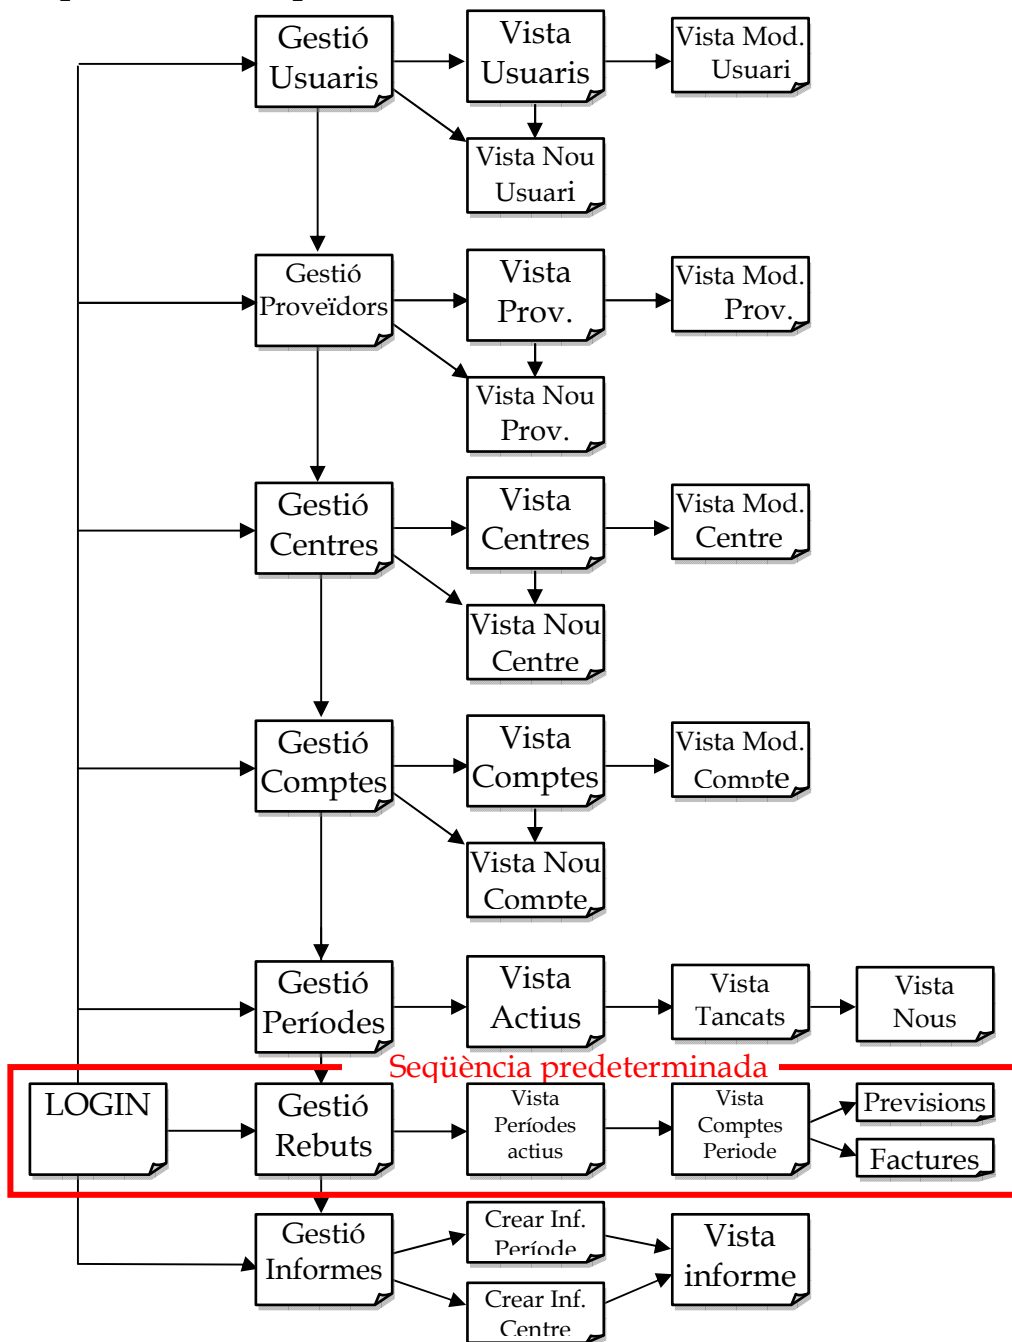 Gestió
Usuaris
Vista
Usuaris
Vista Mod.
Usuari
Vista Nou
Usuari
Gestió
Proveïdors
Vista
Prov.
Vista Mod.
Prov.
Vista Nou
Prov.
Gestió
Centres
Vista
Centres
Vista Mod.
Centre
Vista Nou
Centre
Gestió
Comptes
Vista
Comptes
Vista Mod.
Compte
Vista Nou
Compte
Gestió
Períodes
Vista
Actius
Vista
Tancats
Vista
Nous
Seqüència predeterminada
LOGIN
Gestió
Rebuts
Vista
Períodes
actius
Vista
Comptes
Periode
Previsions
Factures
Gestió
Informes
Crear Inf.
Període
Crear Inf.
Centre
Vista
informe